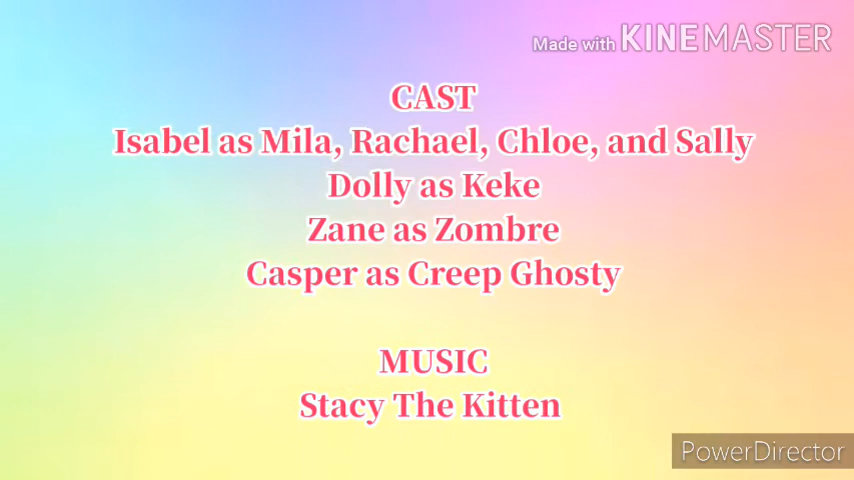 Made with KINEMASTER
CAST
Isabel as Mila, Rachael, Chloe, and Sally
Dolly as Keke
Zane as Zombre
Casper as Creep Ghosty
MUSIC
Stacy The Kitten
PowerDirector